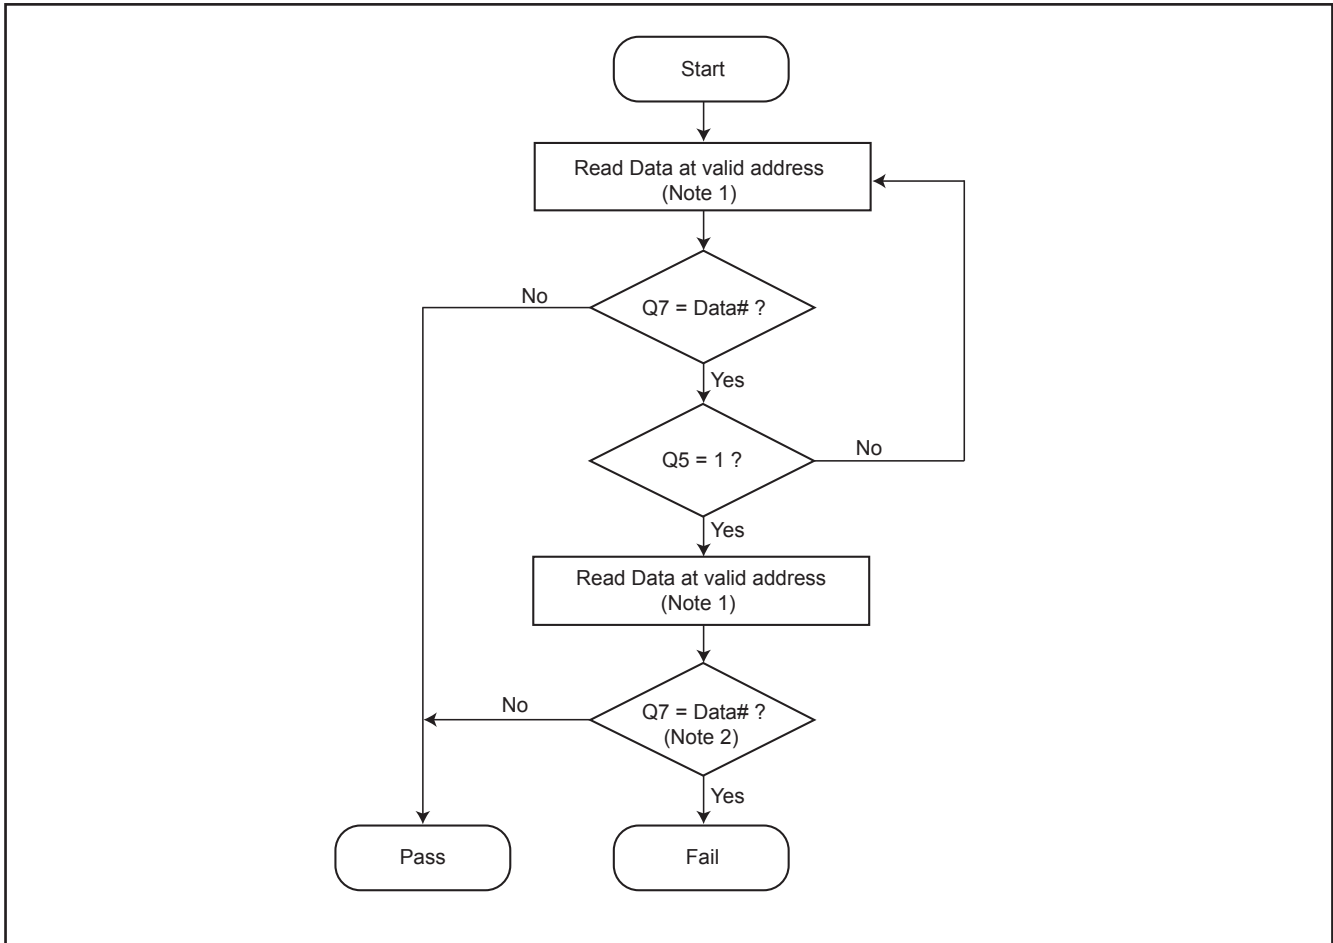 Start
Read Data at valid address
(Note 1)
No
Q7 = Data# ?
Yes
Q5 = 1 ?
No
Yes
Read Data at valid address
(Note 1)
No
Q7 = Data# ?
(Note 2)
Yes
Pass
Fail